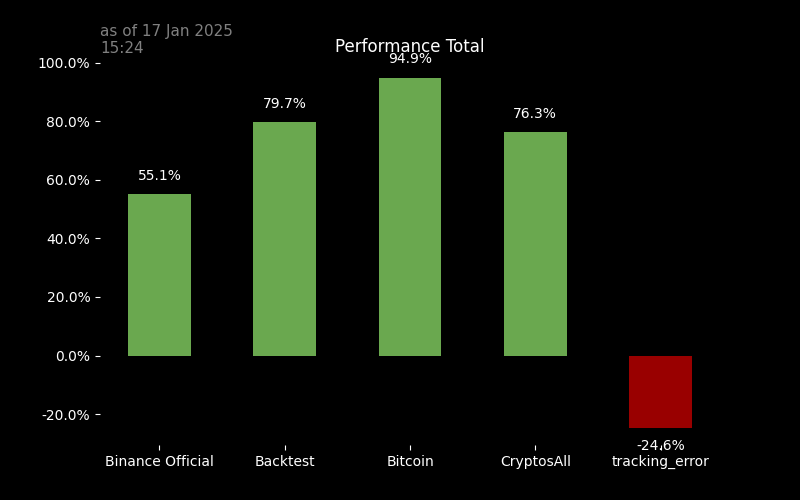 as of 17 Jan 2025
15:24
Performance Total
100.0%
80.0%
60.0%
40.0%
20.0%
0.0%
-20.0%
55.1%
79.7%
94.9%
76.3%
-24.6%
Binance Official
Backtest
Bitcoin
CryptosAll
tracking_error